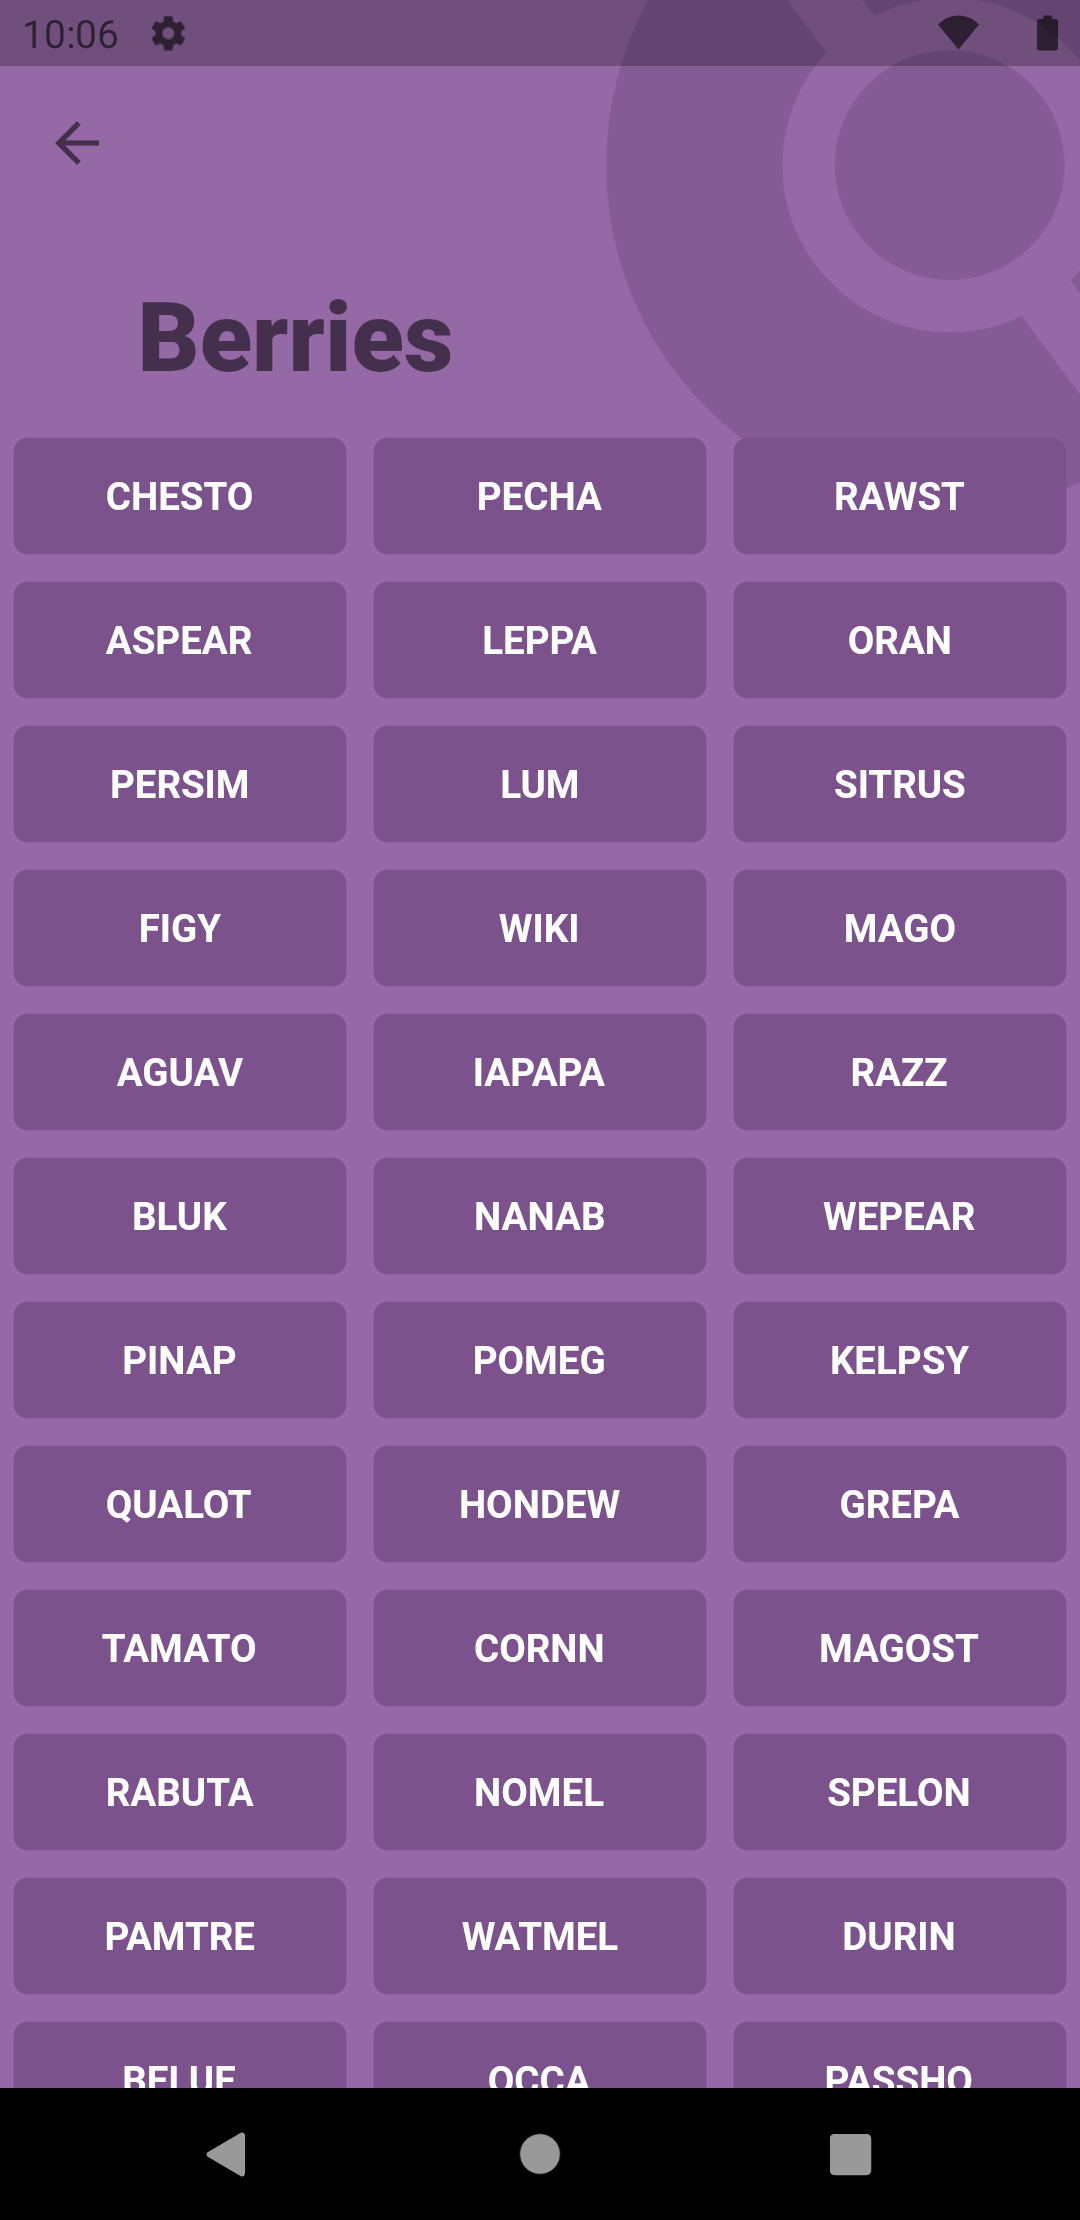 10:06
Berries
CHESTO PECHA RAWST
ASPEAR LEPPA ORAN
PERSIM LUM SITRUS
FIGY WIKI MAGO
AGUAV IAPAPA RAZZ
BLUK NANAB WEPEAR
PINAP POMEG KELPSY
QUALOT HONDEW GREPA
TAMATO CORNN MAGOST
RABUTA NOMEL SPELON
PAMTRE WATMEL DURIN
BELUE OCCA PASSHO